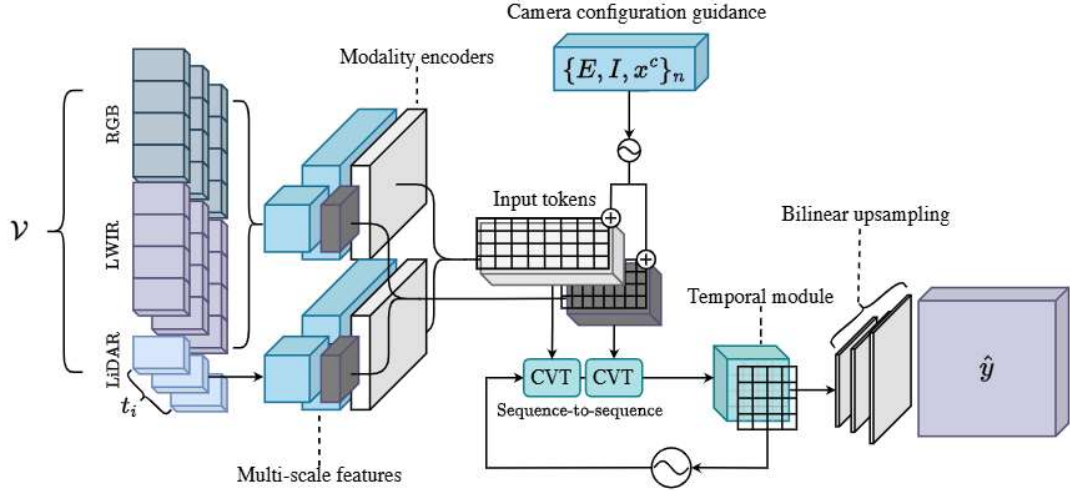 Camera configuration guidance
{E, I, x^c}_n
Modality encoders
RGB
LWIR
LiDAR
𝒱
t_i
Input tokens
Bilinear upsampling
Temporal module
CVT
CVT
Sequence-to-sequence
ŷ
Multi-scale features